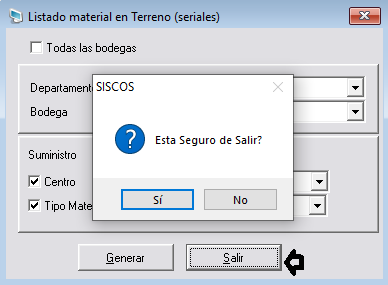 Listado material en Terreno (seriales)
Todas las bodegas
SISCOS
Departament
Bodega
Esta Seguro de Salir?
Suministro
Centro
Tipo Mate
Sí
No
Generar
Salir